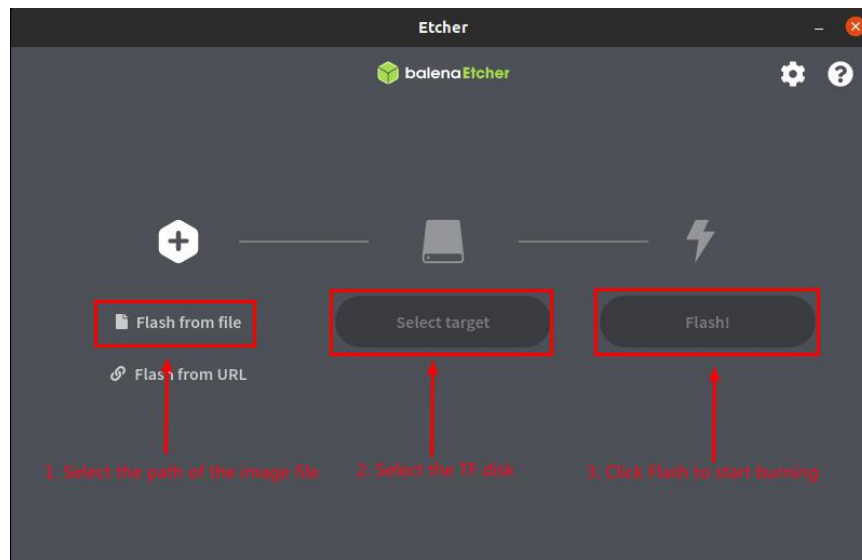 Etcher
balenaEtcher
Flash from file
Select target
Flash!
Flash from URL
1. Select the path of the image file
2. Select the TF disk
3. Click Flash to start burning